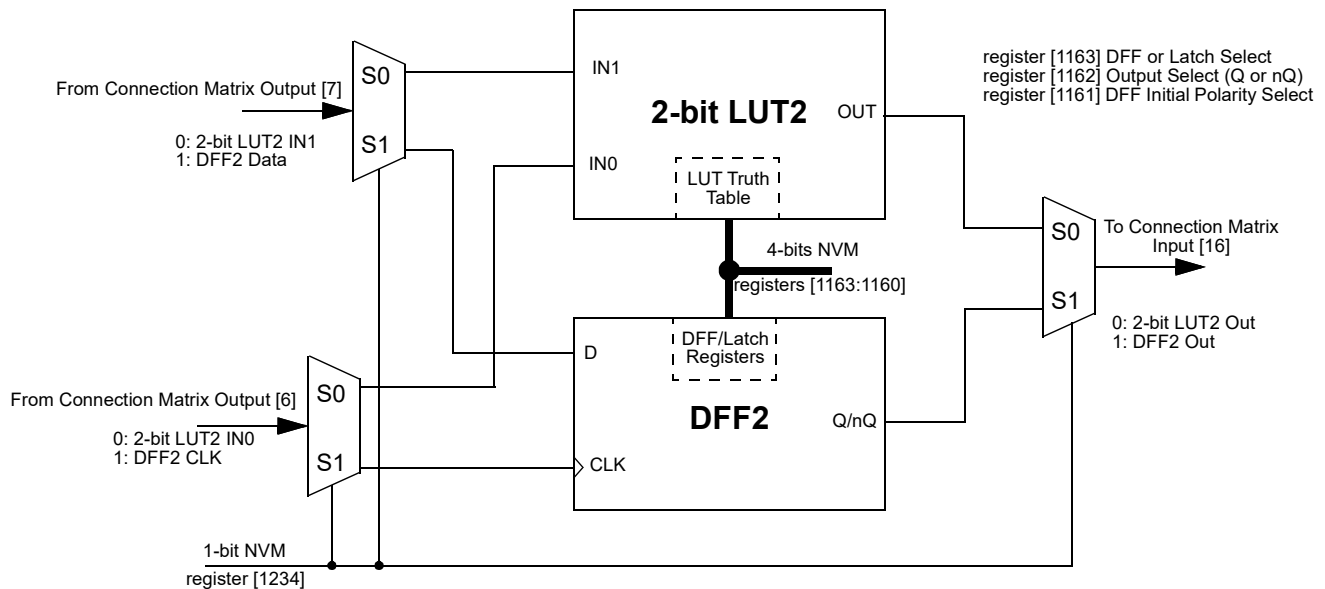 register [1163] DFF or Latch Select
register [1162] Output Select (Q or nQ)
register [1161] DFF Initial Polarity Select
From Connection Matrix Output [7]
0: 2-bit LUT2 IN1
1: DFF2 Data
S0
S1
IN1
2-bit LUT2
OUT
IN0
LUT Truth
Table
4-bits NVM
registers [1163:1160]
S0
S1
To Connection Matrix
Input [16]
0: 2-bit LUT2 Out
1: DFF2 Out
DFF/Latch
Registers
D
DFF2
Q/nQ
CLK
From Connection Matrix Output [6]
0: 2-bit LUT2 IN0
1: DFF2 CLK
S0
S1
1-bit NVM
register [1234]